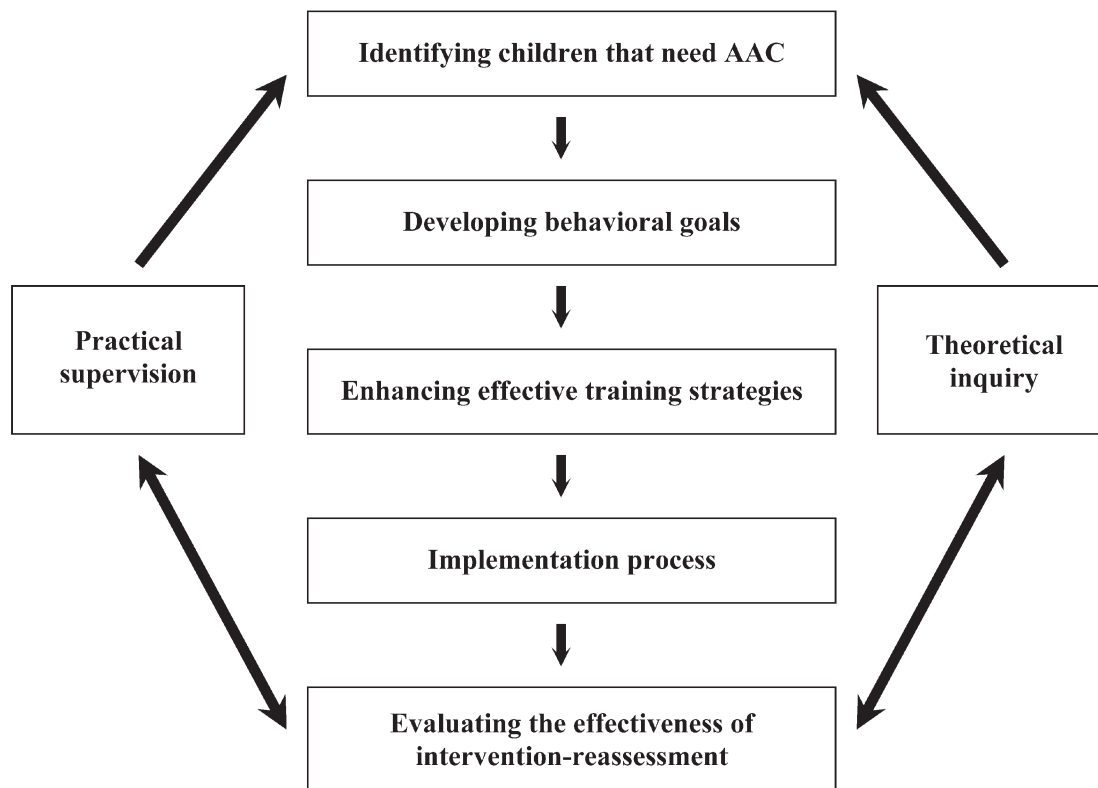 Identifying children that need AAC
Developing behavioral goals
Practical
supervision
Theoretical
inquiry
Enhancing effective training strategies
Implementation process
Evaluating the effectiveness of
intervention-reassessment